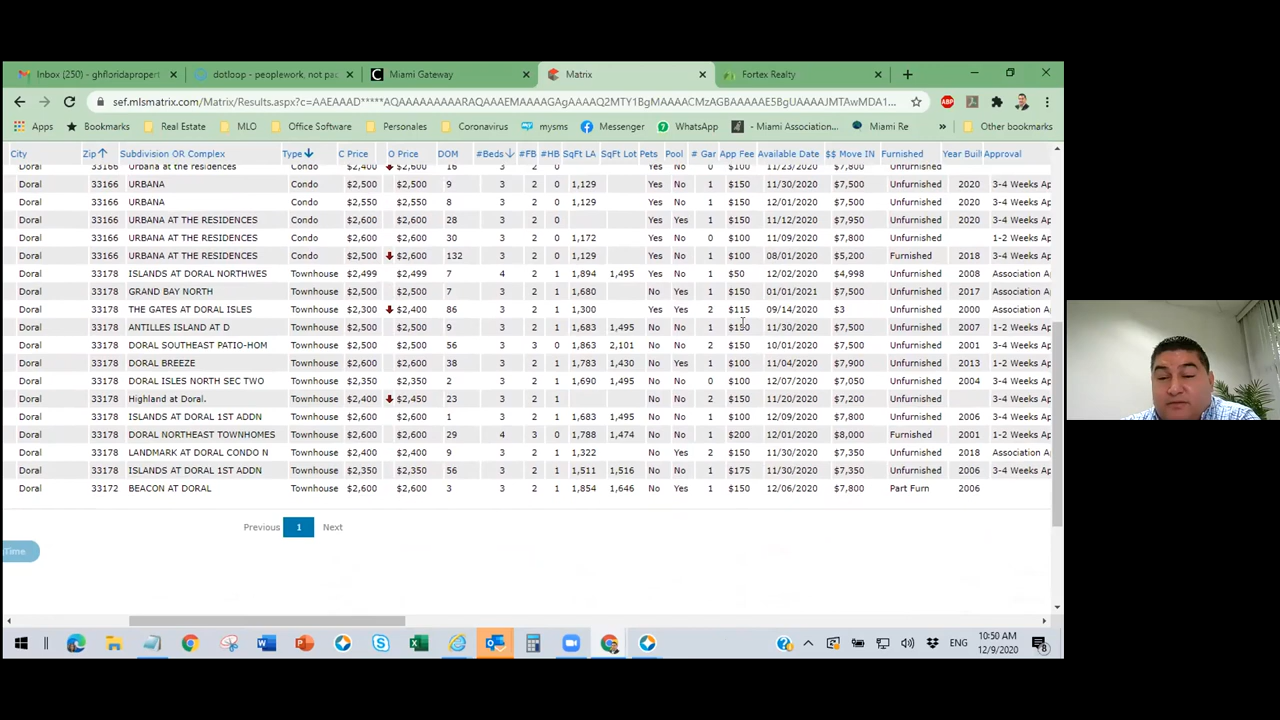 Inbox (250) - ghfloridapropert dotloop - peoplework, not pac Miami Gateway Matrix Fortex Realty
sef.mlsmatrix.com/Matrix/Results.aspx?c=AAEAAAD*****AQAAAAAAAAARAQAAAEMAAAAGAgAAAAQ2MTY1BgMAAAACMzAGBAAAAAE5BgUAAAAJMTAwMDA1...
Apps Bookmarks Real Estate MLO Office Software Personales Coronavirus mysms Messenger WhatsApp - Miami Association... Miami Re » Other bookmarks
City Zip Subdivision OR Complex Type C Price O Price DOM #Beds #FB #HB SqFt LA SqFt Lot Pets Pool # Gar App Fee Available Date $$ Move IN Furnished Year Built Approval
Doral 33166 Urbana at the residences Condo $2,400 $2,600 16 3 2 0 Yes No 0 $100 11/23/2020 $7,800 Unfurnished
Doral 33166 URBANA Condo $2,500 $2,500 9 3 2 0 1,129 Yes No 1 $150 11/30/2020 $7,500 Unfurnished 2020 3-4 Weeks Ap
Doral 33166 URBANA Condo $2,550 $2,550 8 3 2 0 1,129 Yes No 1 $150 12/01/2020 $7,500 Unfurnished 2020 3-4 Weeks Ap
Doral 33166 URBANA AT THE RESIDENCES Condo $2,600 $2,600 28 3 2 0 Yes Yes 1 $150 11/12/2020 $7,950 Unfurnished 2020 3-4 Weeks Ap
Doral 33166 URBANA AT THE RESIDENCES Condo $2,600 $2,600 30 3 2 0 1,172 Yes No 0 $100 11/09/2020 $7,800 Unfurnished 1-2 Weeks Ap
Doral 33166 URBANA AT THE RESIDENCES Condo $2,500 $2,600 132 3 2 0 1,129 Yes No 1 $100 08/01/2020 $5,200 Furnished 2018 3-4 Weeks Ap
Doral 33178 ISLANDS AT DORAL NORTHWES Townhouse $2,499 $2,499 7 4 2 1 1,894 1,495 Yes No 1 $50 12/02/2020 $4,998 Unfurnished 2008 Association A
Doral 33178 GRAND BAY NORTH Townhouse $2,500 $2,500 7 3 2 1 1,680 No Yes 1 $150 01/01/2021 $7,500 Unfurnished 2017 Association A
Doral 33178 THE GATES AT DORAL ISLES Townhouse $2,300 $2,400 86 3 2 1 1,300 Yes Yes 2 $115 09/14/2020 $3 Unfurnished 2000 Association A
Doral 33178 ANTILLES ISLAND AT D Townhouse $2,500 $2,500 9 3 2 1 1,683 1,495 No No 1 $150 11/30/2020 $7,500 Unfurnished 2007 1-2 Weeks Ap
Doral 33178 DORAL SOUTHEAST PATIO-HOM Townhouse $2,500 $2,500 56 3 3 0 1,863 2,101 No No 2 $150 10/01/2020 $7,500 Unfurnished 2001 3-4 Weeks Ap
Doral 33178 DORAL BREEZE Townhouse $2,600 $2,600 38 3 2 1 1,783 1,430 No Yes 1 $100 11/04/2020 $7,900 Unfurnished 2013 1-2 Weeks Ap
Doral 33178 DORAL ISLES NORTH SEC TWO Townhouse $2,350 $2,350 2 3 2 1 1,690 1,495 No No 0 $100 12/07/2020 $7,050 Unfurnished 2004 3-4 Weeks Ap
Doral 33178 Highland at Doral. Townhouse $2,400 $2,450 23 3 2 1 No No 2 $150 11/20/2020 $7,200 Unfurnished 3-4 Weeks Ap
Doral 33178 ISLANDS AT DORAL 1ST ADDN Townhouse $2,600 $2,600 1 3 2 1 1,683 1,495 No No 1 $100 12/09/2020 $7,800 Unfurnished 2006 3-4 Weeks Ap
Doral 33178 DORAL NORTHEAST TOWNHOMES Townhouse $2,600 $2,600 29 4 3 0 1,788 1,474 No No 1 $200 12/01/2020 $8,000 Furnished 2001 1-2 Weeks Ap
Doral 33178 LANDMARK AT DORAL CONDO N Townhouse $2,400 $2,400 9 3 2 1 1,322 No Yes 2 $150 11/30/2020 $7,350 Unfurnished 2018 Association A
Doral 33178 ISLANDS AT DORAL 1ST ADDN Townhouse $2,350 $2,350 56 3 2 1 1,511 1,516 No No 1 $175 11/30/2020 $7,350 Unfurnished 2006 3-4 Weeks Ap
Doral 33172 BEACON AT DORAL Townhouse $2,600 $2,600 3 3 2 1 1,854 1,646 No Yes 1 $150 12/06/2020 $7,800 Part Furn 2006
Previous 1 Next
Time
ENG 10:50 AM
12/9/2020 8